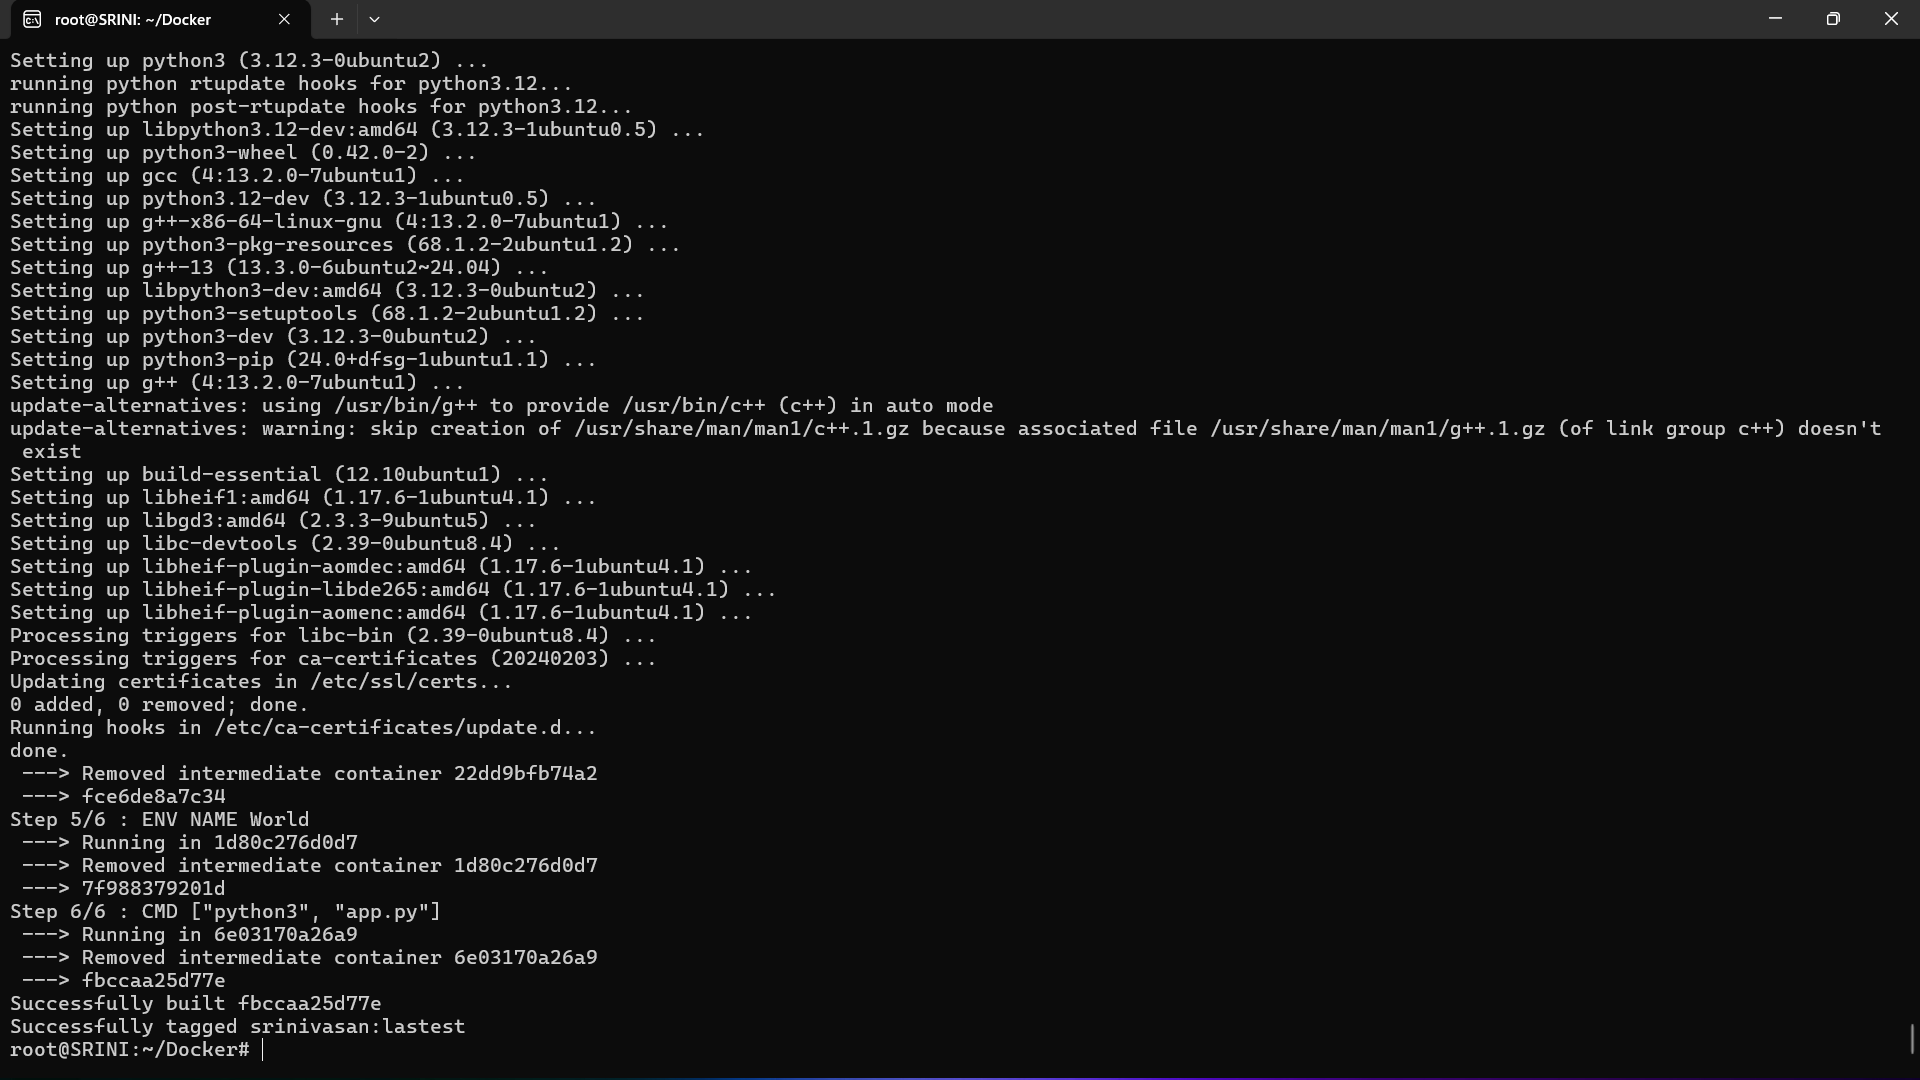 root@SRINI: ~/Docker
Setting up python3 (3.12.3-0ubuntu2) ...
running python rtupdate hooks for python3.12...
running python post-rtupdate hooks for python3.12...
Setting up libpython3.12-dev:amd64 (3.12.3-1ubuntu0.5) ...
Setting up python3-wheel (0.42.0-2) ...
Setting up gcc (4:13.2.0-7ubuntu1) ...
Setting up python3.12-dev (3.12.3-1ubuntu0.5) ...
Setting up g++-x86-64-linux-gnu (4:13.2.0-7ubuntu1) ...
Setting up python3-pkg-resources (68.1.2-2ubuntu1.2) ...
Setting up g++-13 (13.3.0-6ubuntu2~24.04) ...
Setting up libpython3-dev:amd64 (3.12.3-0ubuntu2) ...
Setting up python3-setuptools (68.1.2-2ubuntu1.2) ...
Setting up python3-dev (3.12.3-0ubuntu2) ...
Setting up python3-pip (24.0+dfsg-1ubuntu1.1) ...
Setting up g++ (4:13.2.0-7ubuntu1) ...
update-alternatives: using /usr/bin/g++ to provide /usr/bin/c++ (c++) in auto mode
update-alternatives: warning: skip creation of /usr/share/man/man1/c++.1.gz because associated file /usr/share/man/man1/g++.1.gz (of link group c++) doesn't
 exist
Setting up build-essential (12.10ubuntu1) ...
Setting up libheif1:amd64 (1.17.6-1ubuntu4.1) ...
Setting up libgd3:amd64 (2.3.3-9ubuntu5) ...
Setting up libc-devtools (2.39-0ubuntu8.4) ...
Setting up libheif-plugin-aomdec:amd64 (1.17.6-1ubuntu4.1) ...
Setting up libheif-plugin-libde265:amd64 (1.17.6-1ubuntu4.1) ...
Setting up libheif-plugin-aomenc:amd64 (1.17.6-1ubuntu4.1) ...
Processing triggers for libc-bin (2.39-0ubuntu8.4) ...
Processing triggers for ca-certificates (20240203) ...
Updating certificates in /etc/ssl/certs...
0 added, 0 removed; done.
Running hooks in /etc/ca-certificates/update.d...
done.
 ---> Removed intermediate container 22dd9bfb74a2
 ---> fce6de8a7c34
Step 5/6 : ENV NAME World
 ---> Running in 1d80c276d0d7
 ---> Removed intermediate container 1d80c276d0d7
 ---> 7f988379201d
Step 6/6 : CMD ["python3", "app.py"]
 ---> Running in 6e03170a26a9
 ---> Removed intermediate container 6e03170a26a9
 ---> fbccaa25d77e
Successfully built fbccaa25d77e
Successfully tagged srinivasan:lastest
root@SRINI:~/Docker#